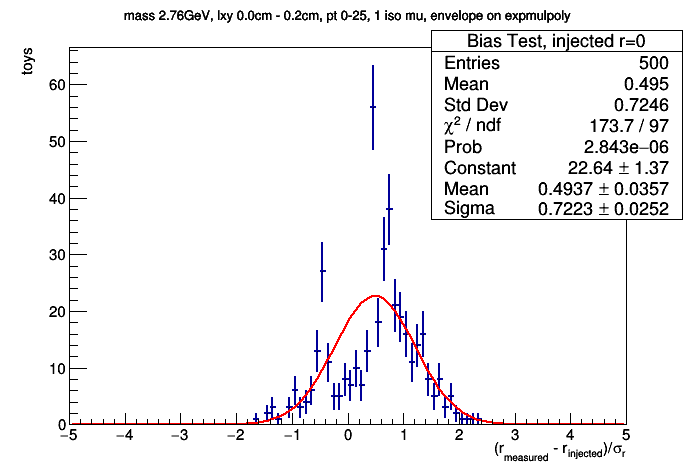 mass 2.76GeV, lxy 0.0cm - 0.2cm, pt 0-25, 1 iso mu, envelope on expmulpoly
Bias Test, injected r=0
Entries 500
Mean 0.495
Std Dev 0.7246
χ² / ndf 173.7 / 97
Prob 2.843e−06
Constant 22.64 ± 1.37
Mean 0.4937 ± 0.0357
Sigma 0.7223 ± 0.0252
toys
60
50
40
30
20
10
0
−5 −4 −3 −2 −1 0 1 2 3 4 5
(r_measured - r_injected)/σ_r